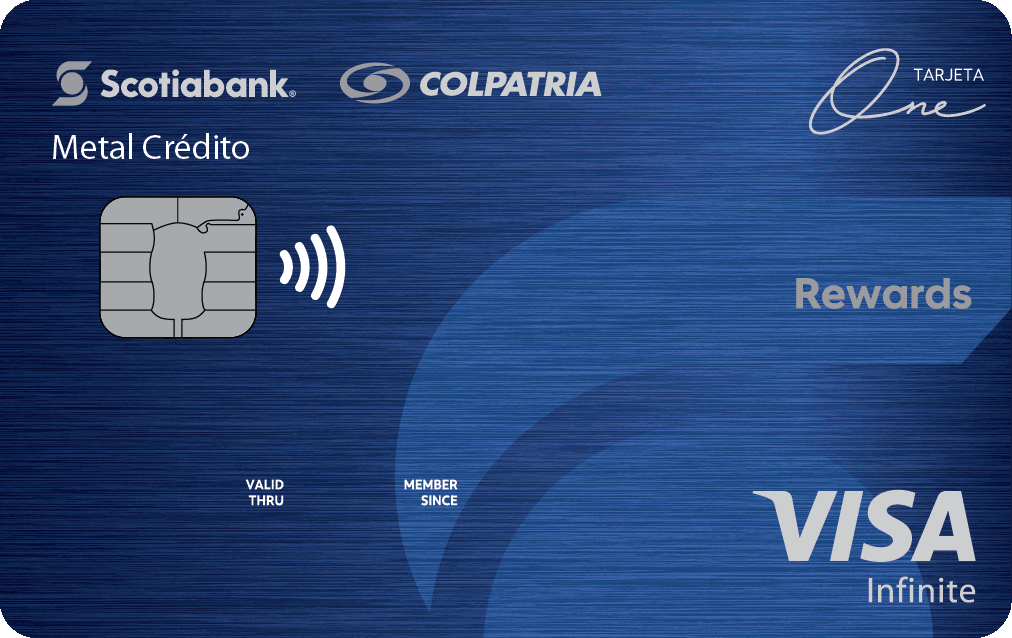 Scotiabank® COLPATRIA
TARJETA
One
Metal Crédito
Rewards
VALID
THRU
MEMBER
SINCE
VISA
Infinite